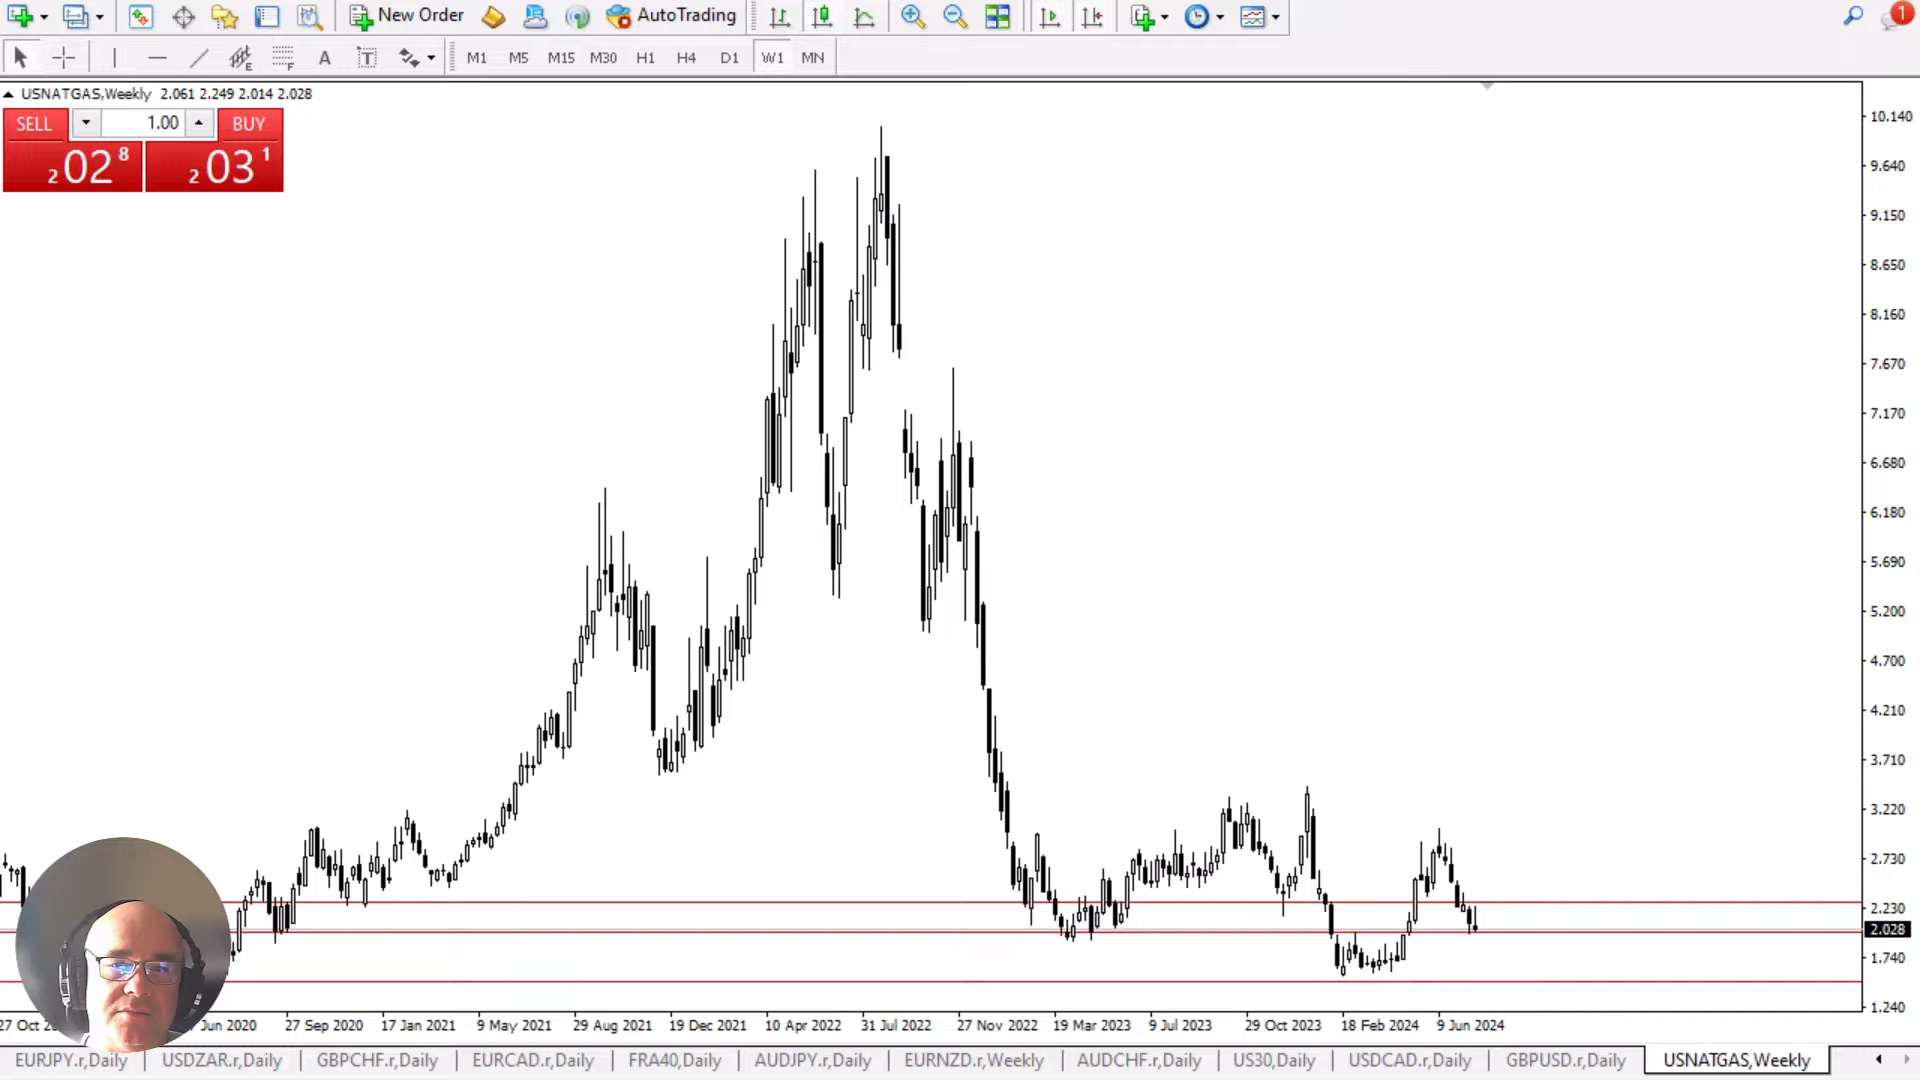 New Order AutoTrading 1
A T M1 M5 M15 M30 H1 H4 D1 W1 MN
USNATGAS,Weekly 2.061 2.249 2.014 2.028
SELL 1.00 BUY
2 02 8 2 03 1
10.140
9.640
9.150
8.650
8.160
7.670
7.170
6.680
6.180
5.690
5.200
4.700
4.210
3.710
3.220
2.730
2.230
2.028
1.740
1.240
27 Oct Jun 2020 27 Sep 2020 17 Jan 2021 9 May 2021 29 Aug 2021 19 Dec 2021 10 Apr 2022 31 Jul 2022 27 Nov 2022 19 Mar 2023 9 Jul 2023 29 Oct 2023 18 Feb 2024 9 Jun 2024
EURJPY.r,Daily USDZAR.r,Daily GBPCHF.r,Daily EURCAD.r,Daily FRA40,Daily AUDJPY.r,Daily EURNZD.r,Weekly AUDCHF.r,Daily US30,Daily USDCAD.r,Daily GBPUSD.r,Daily USNATGAS,Weekly